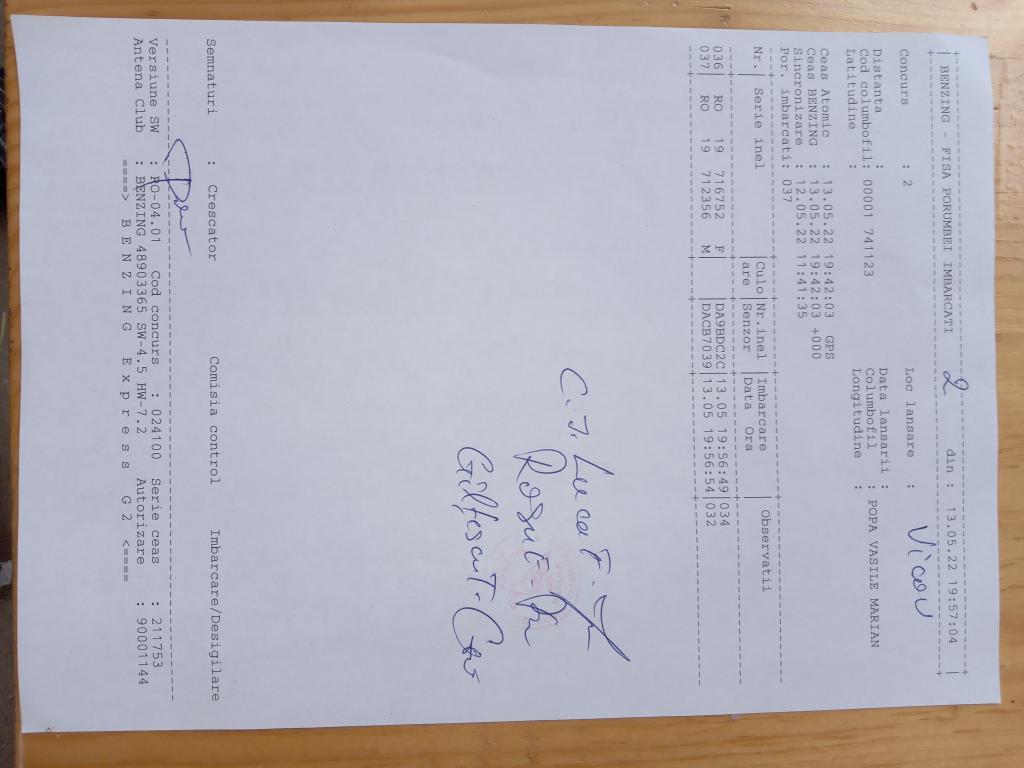 +-----------------------------------------------------------------------------+
| BENZING - FISA PORUMBEI IMBARCATI 2 din : 13.05.22 19:57:04 |
+-----------------------------------------------------------------------------+
Concurs : 2 Loc lansare : Vicov
Distanta : Data lansarii :
Cod columbofil: 00001 741123 Columbofil : POPA VASILE MARIAN
Latitudine : Longitudine :
Ceas Atomic : 13.05.22 19:42:03 GPS
Ceas BENZING : 13.05.22 19:42:03 +000
Sincronizare : 12.05.22 11:41:35
Por. imbarcati: 037
Nr.| Serie inel |Culo|Nr.inel |Imbarcare | Observatii
| |are |Senzor |Data Ora |
036| RO 19 716752 F | |DA9BDC2C|13.05 19:56:49|034
037| RO 19 712356 M | |DACB7039|13.05 19:56:54|032
C. J. Lucat F.
Rosut
Semnaturi : Crescator Comisia control Imbarcare/Desigilare
Versiune SW : RO-04.01 Cod concurs : 024100 Serie ceas : 211753
Antena Club : BENZING 48903365 SW-4.5 HW-7.2 Autorizare : 90001144
====> B E N Z I N G E x p r e s s G 2 <====